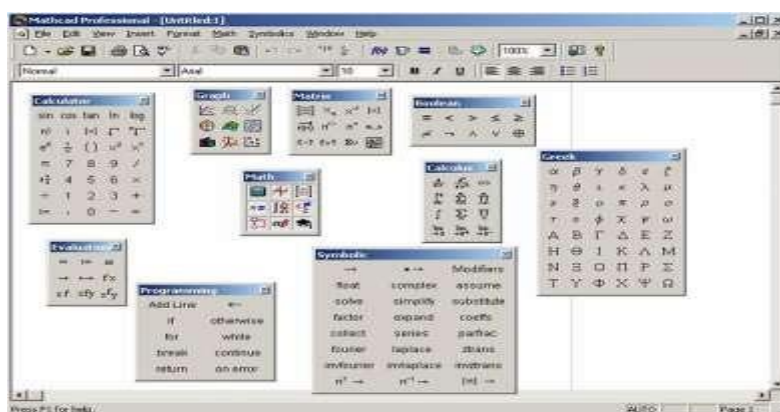 Mathcad Professional - [Untitled:1]
File Edit View Insert Format Math Symbolics Window Help
100%
Normal Arial 10 B I U
Calculator
sin cos tan ln log
n! i |×|
( )
π 7 8 9 /
4 5 6 ×
÷ 1 2 3 +
. 0 − =
Graph
Matrix
Boolean
= < > ≤ ≥
≠ ¬ ∧ ∨ ⊕
Math
Calculus
Greek
α β γ δ ε ζ
η θ ι κ λ μ
Α Β Γ Δ Ε Ζ
Η Θ Ι Κ Λ Μ
Ν Ξ Ο Π Ρ Σ
Τ Υ Φ Χ Ψ Ω
Evaluation
Programming
Add Line ←
if otherwise
for while
break continue
return on error
Symbolic
→ ▪ → Modifiers
float complex assume
solve simplify substitute
factor expand coeffs
collect series parfrac
fourier laplace ztrans
invfourier invlaplace invztrans
Press F1 for help.
AUTO Page 1